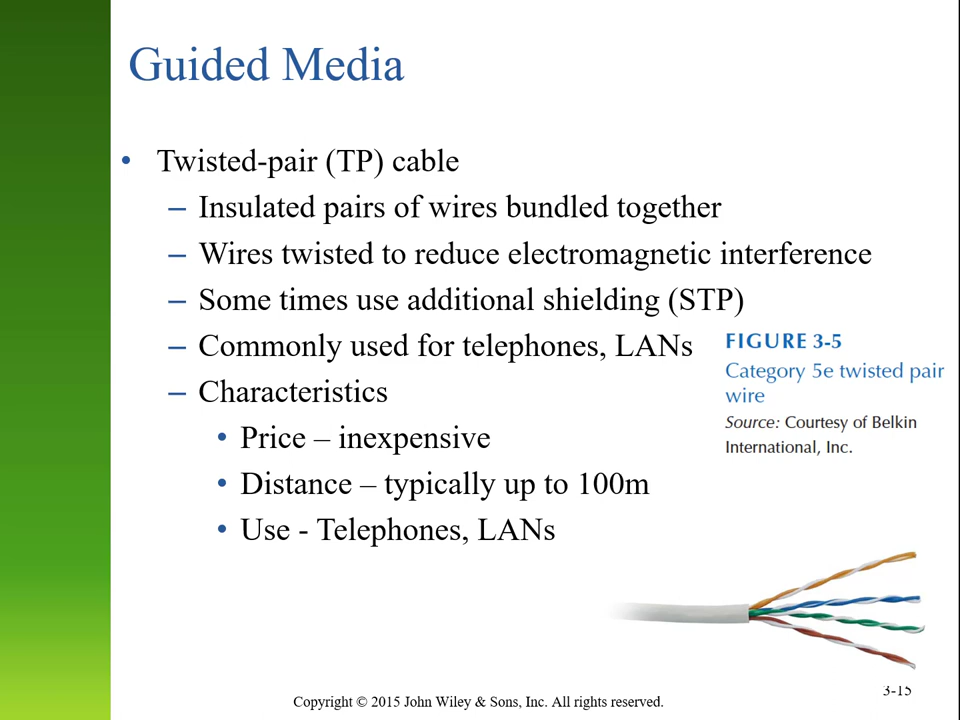 Guided Media
• Twisted-pair (TP) cable
– Insulated pairs of wires bundled together
– Wires twisted to reduce electromagnetic interference
– Some times use additional shielding (STP)
– Commonly used for telephones, LANs
– Characteristics
• Price – inexpensive
• Distance – typically up to 100m
• Use - Telephones, LANs
FIGURE 3-5
Category 5e twisted pair
wire
Source: Courtesy of Belkin
International, Inc.
Copyright © 2015 John Wiley & Sons, Inc. All rights reserved.
3-15